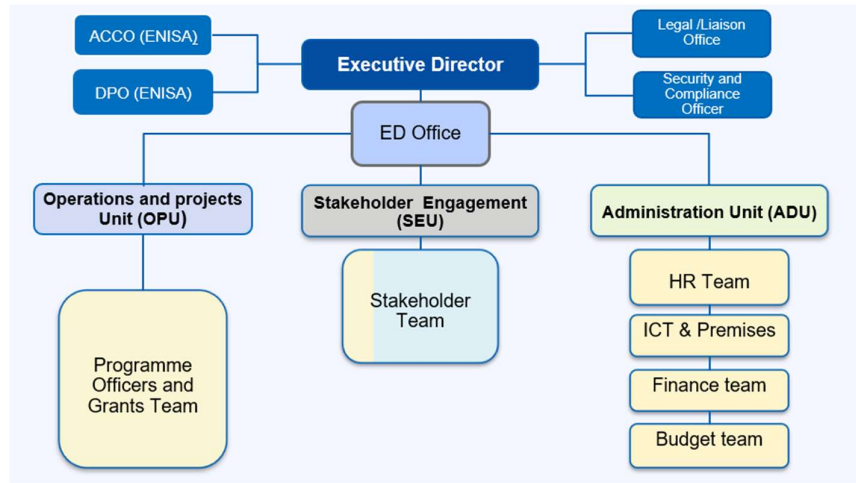 ACCO (ENISA)
DPO (ENISA)
Executive Director
Legal /Liaison
Office
Security and
Compliance
Officer
ED Office
Operations and projects
Unit (OPU)
Stakeholder Engagement
(SEU)
Administration Unit (ADU)
Programme
Officers and
Grants Team
Stakeholder
Team
HR Team
ICT & Premises
Finance team
Budget team